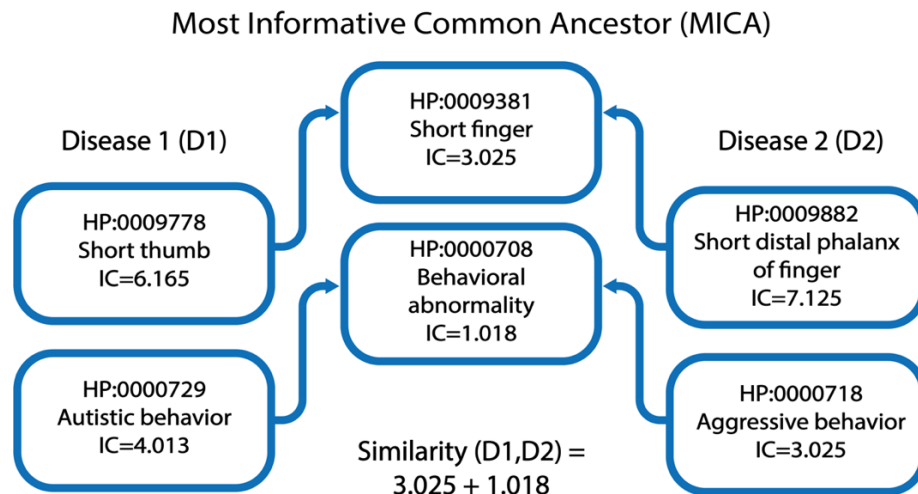 Most Informative Common Ancestor (MICA)
HP:0009381
Short finger
IC=3.025
Disease 1 (D1)
Disease 2 (D2)
HP:0009778
Short thumb
IC=6.165
HP:0009882
Short distal phalanx
of finger
IC=7.125
HP:0000708
Behavioral
abnormality
IC=1.018
HP:0000729
Autistic behavior
IC=4.013
HP:0000718
Aggressive behavior
IC=3.025
Similarity (D1,D2) =
3.025 + 1.018